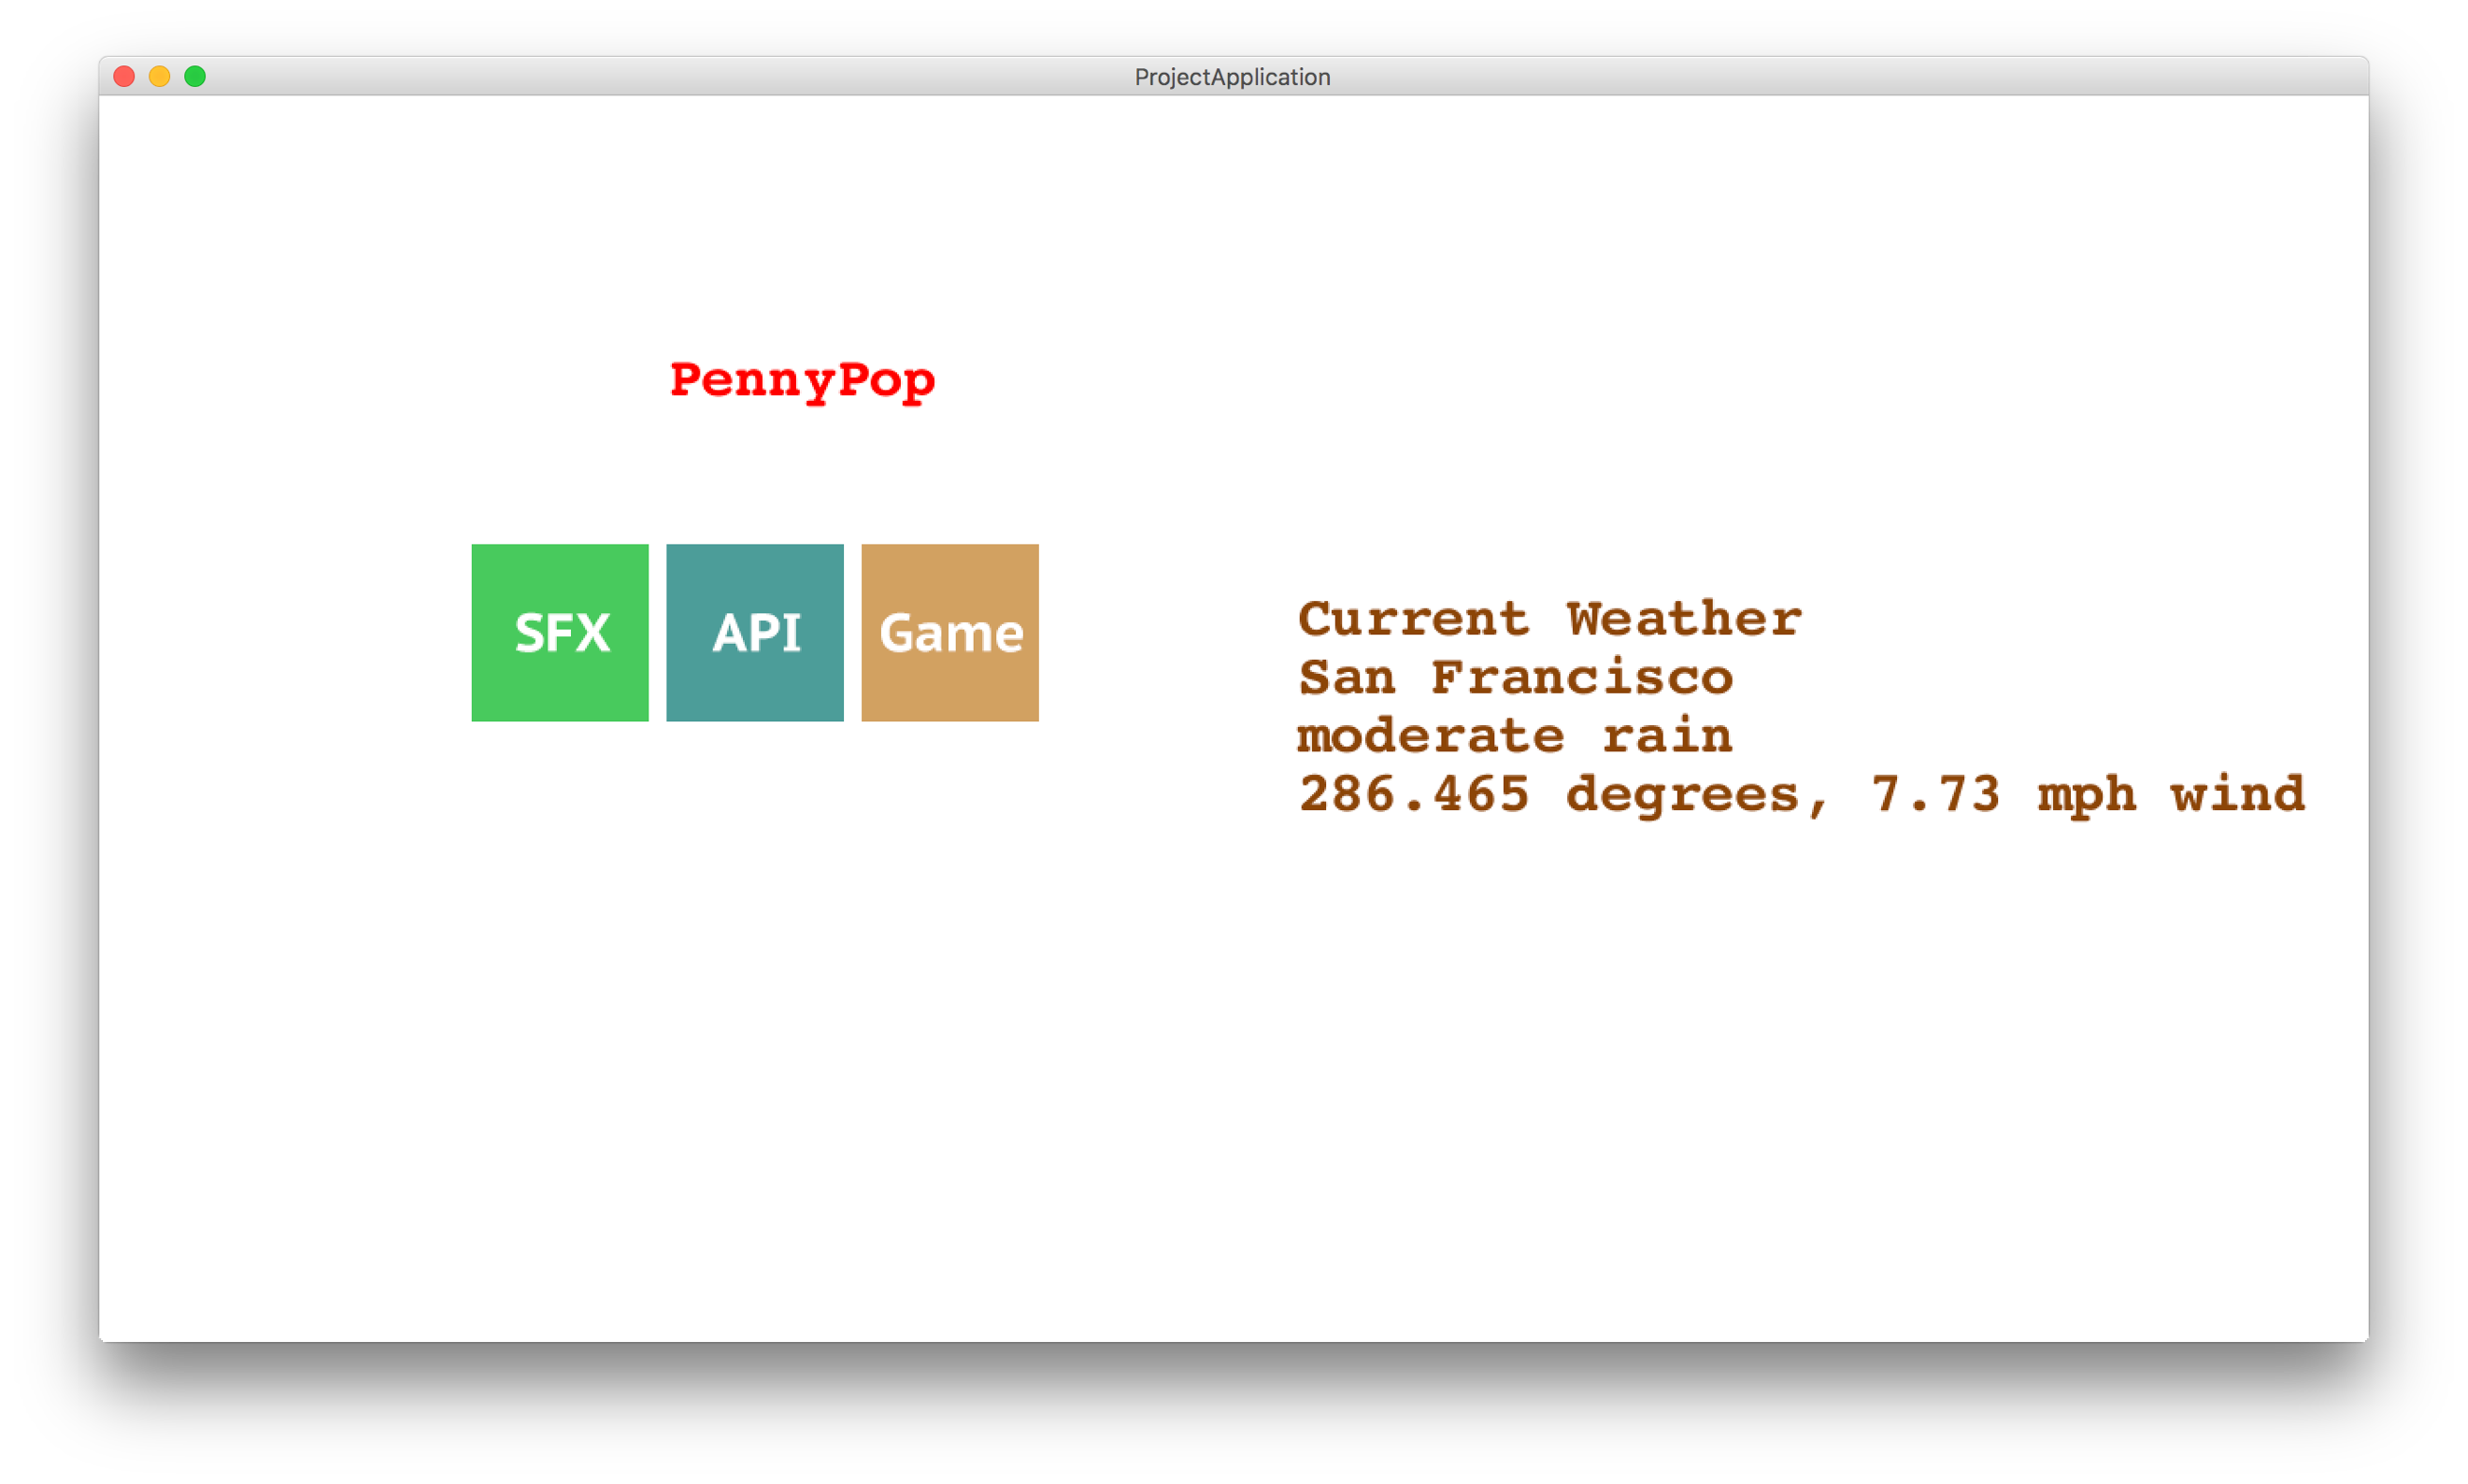 ProjectApplication
PennyPop
SFX
API
Game
Current Weather
San Francisco
moderate rain
286.465 degrees, 7.73 mph wind